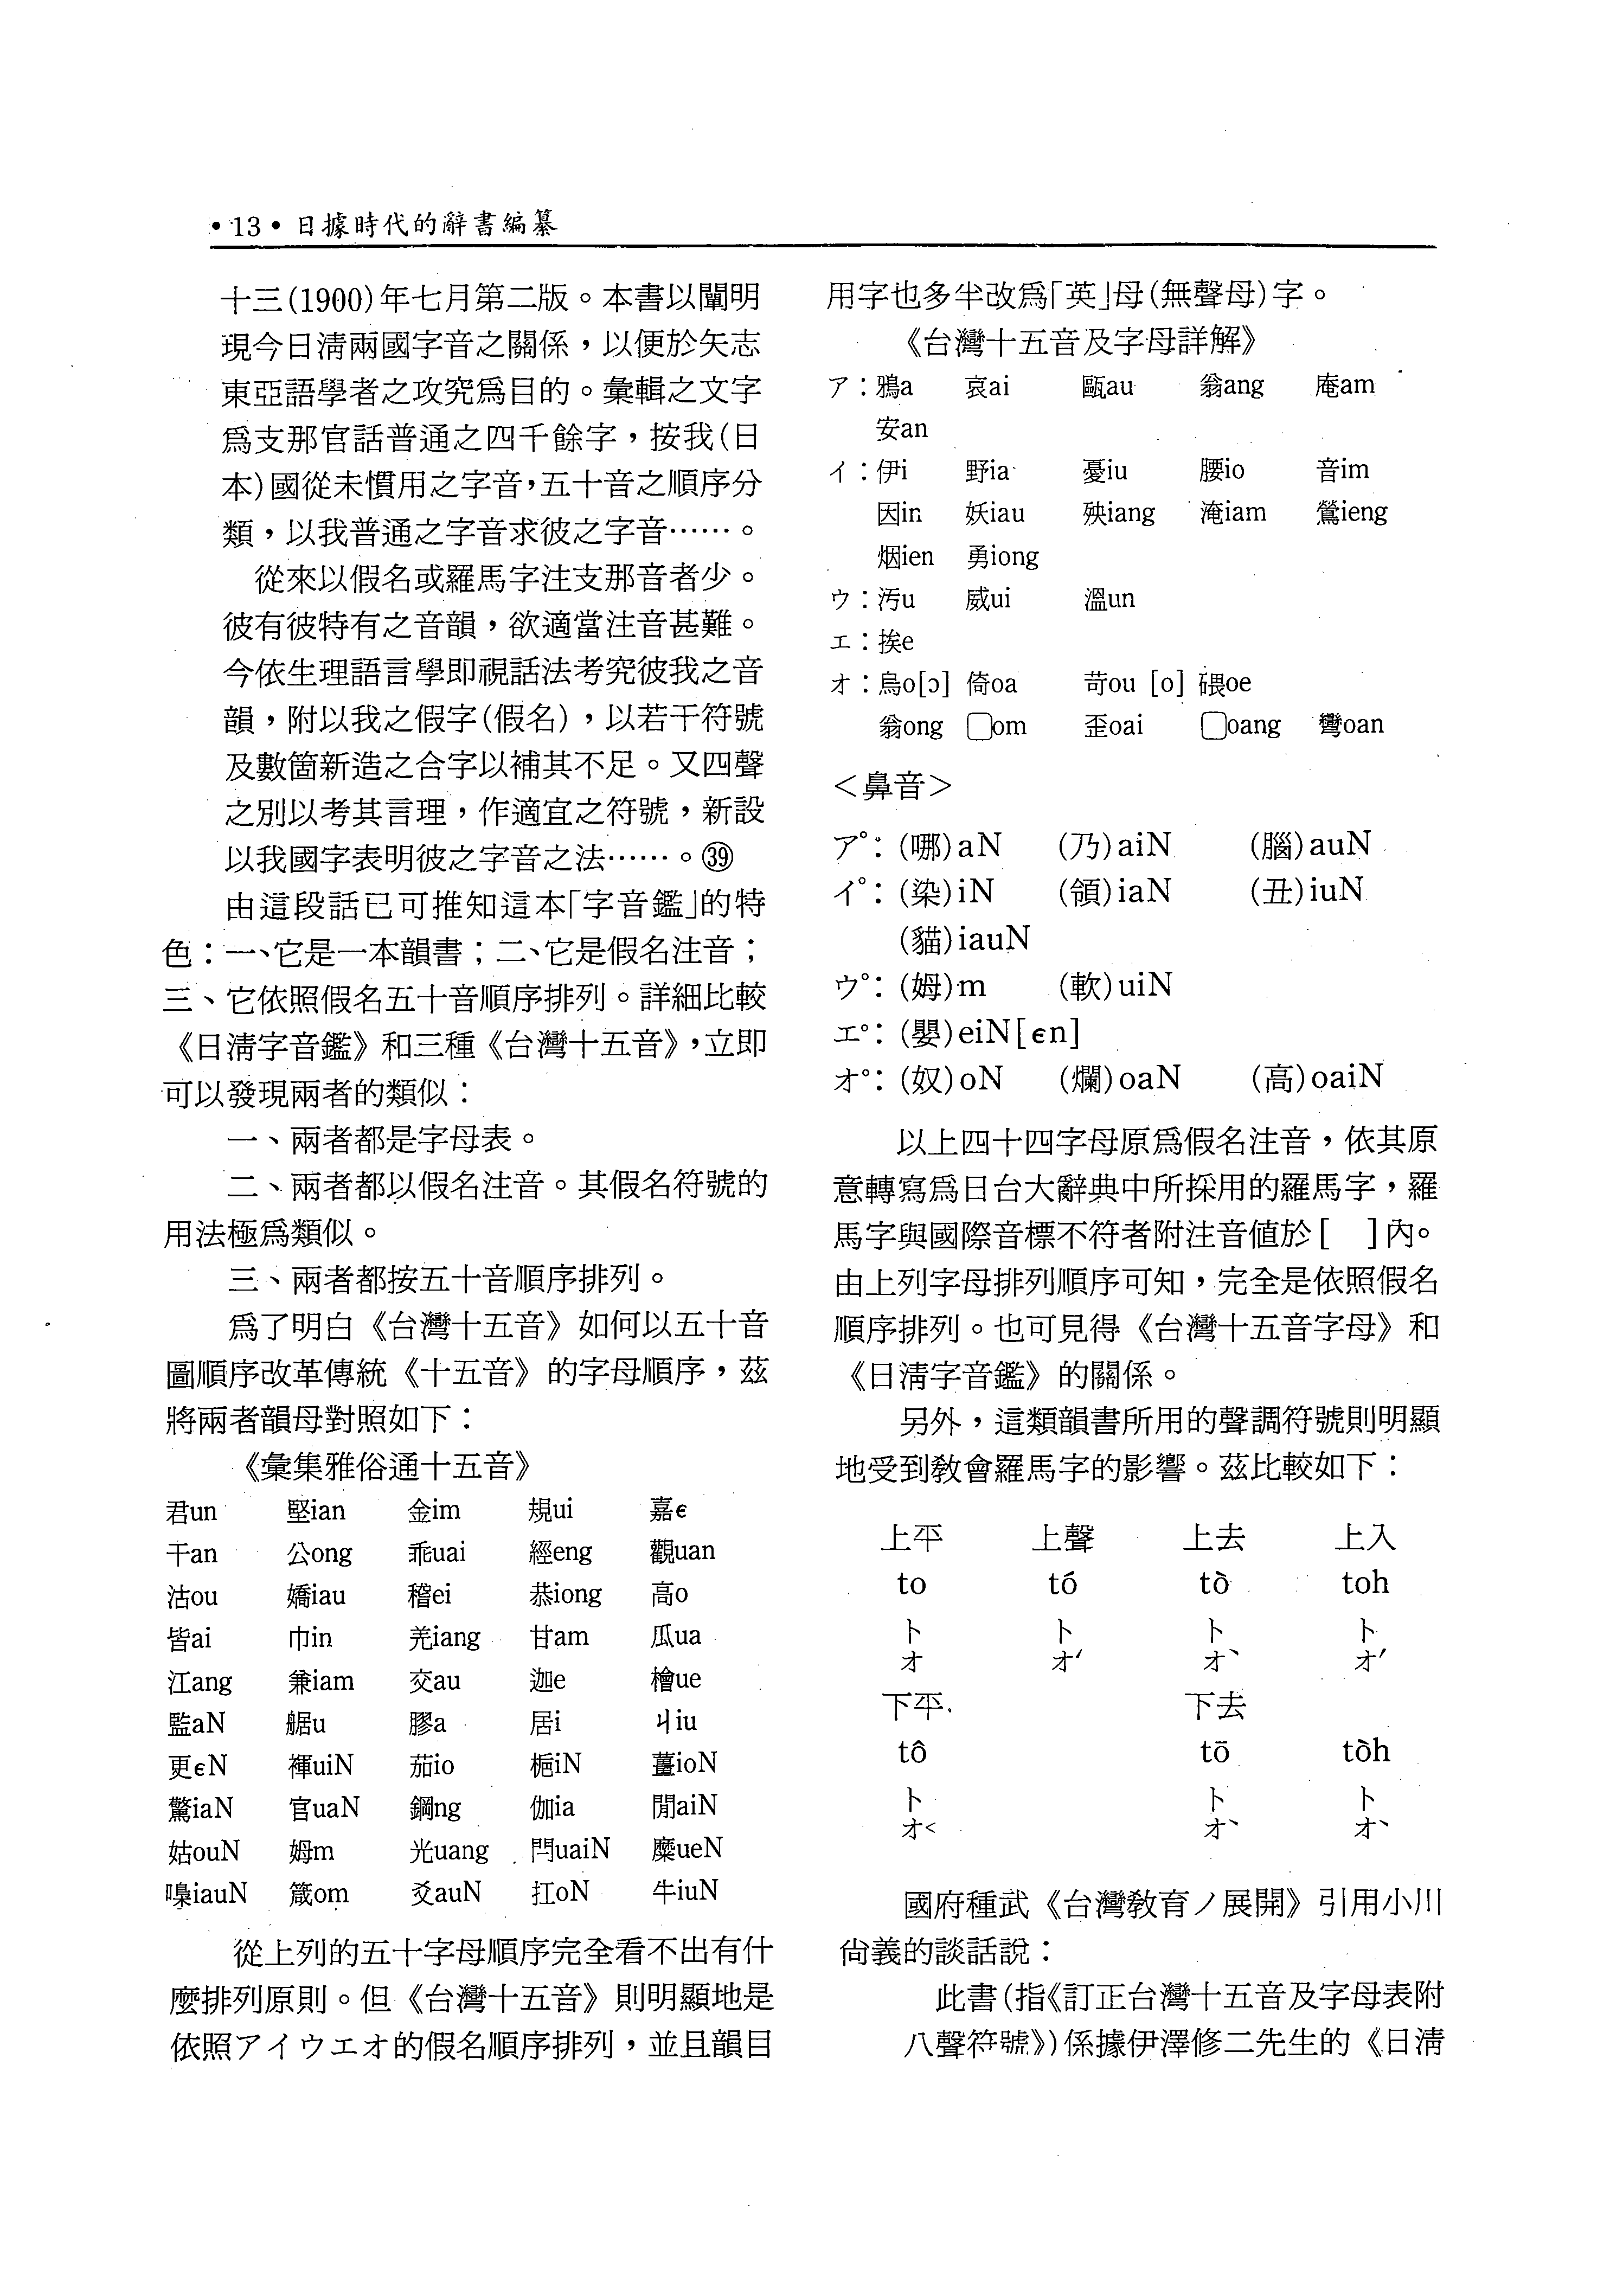 • 13 • 日據時代的辭書編纂
十三(1900)年七月第二版。本書以闡明
現今日淸兩國字音之關係，以便於矢志
東亞語學者之攻究爲目的。彙輯之文字
爲支那官話普通之四千餘字，按我(日
本)國從未慣用之字音，五十音之順序分
類，以我普通之字音求彼之字音……。
從來以假名或羅馬字注支那音者少。
彼有彼特有之音韻，欲適當注音甚難。
今依生理語言學即視話法考究彼我之音
韻，附以我之假字(假名)，以若干符號
及數箇新造之合字以補其不足。又四聲
之別以考其言理，作適宜之符號，新設
以我國字表明彼之字音之法……。㊴
由這段話已可推知這本「字音鑑」的特
色：一、它是一本韻書；二、它是假名注音；
三、它依照假名五十音順序排列。詳細比較
《日淸字音鑑》和三種《台灣十五音》，立即
可以發現兩者的類似：
一、兩者都是字母表。
二、兩者都以假名注音。其假名符號的
用法極爲類似。
三、兩者都按五十音順序排列。
爲了明白《台灣十五音》如何以五十音
圖順序改革傳統《十五音》的字母順序，茲
將兩者韻母對照如下：
《彙集雅俗通十五音》
君un 堅ian 金im 規ui 嘉ϵ
干an 公ong 乖uai 經eng 觀uan
沽ou 嬌iau 稽ei 恭iong 高o
皆ai 巾in 羌iang 甘am 瓜ua
江ang 兼iam 交au 迦e 檜ue
監aN 艍u 膠a 居i 丩iu
更ϵN 褌uiN 茄io 梔iN 薑ioN
驚iaN 官uaN 鋼ng 伽ia 閒aiN
姑ouN 姆m 光uang 閂uaiN 糜ueN
嘄iauN 箴om 爻auN 扛oN 牛iuN
從上列的五十字母順序完全看不出有什
麼排列原則。但《台灣十五音》則明顯地是
依照アイウエオ的假名順序排列，並且韻目
用字也多半改爲「英」母(無聲母)字。
《台灣十五音及字母詳解》
ア：鴉a 哀ai 甌au 翁ang 庵am
安an
イ：伊i 野ia 憂iu 腰io 音im
因in 妖iau 殃iang 淹iam 鶯ieng
烟ien 勇iong
ウ：汚u 威ui 溫un
エ：挨e
オ：烏o[ɔ] 倚oa 苛ou [o] 碨oe
翁ong □om 歪oai □oang 彎oan
＜鼻音＞
ア°：(哪)aN (乃)aiN (腦)auN
イ°：(染)iN (領)iaN (丑)iuN
(貓)iauN
ウ°：(姆)m (軟)uiN
エ°：(嬰)eiN[ϵn]
オ°：(奴)oN (爛)oaN (高)oaiN
以上四十四字母原爲假名注音，依其原
意轉寫爲日台大辭典中所採用的羅馬字，羅
馬字與國際音標不符者附注音値於[　]內。
由上列字母排列順序可知，完全是依照假名
順序排列。也可見得《台灣十五音字母》和
《日淸字音鑑》的關係。
另外，這類韻書所用的聲調符號則明顯
地受到敎會羅馬字的影響。茲比較如下：
上平 上聲 上去 上入
to tó tò toh
ト ト ト ト
オ オ′ オ丶 オ′
下平 下去
tô tō tòh
ト ト ト
オ< オ丶 オ丶
國府種武《台灣敎育ノ展開》引用小川
尙義的談話說：
此書(指《訂正台灣十五音及字母表附
八聲符號》)係據伊澤修二先生的《日淸